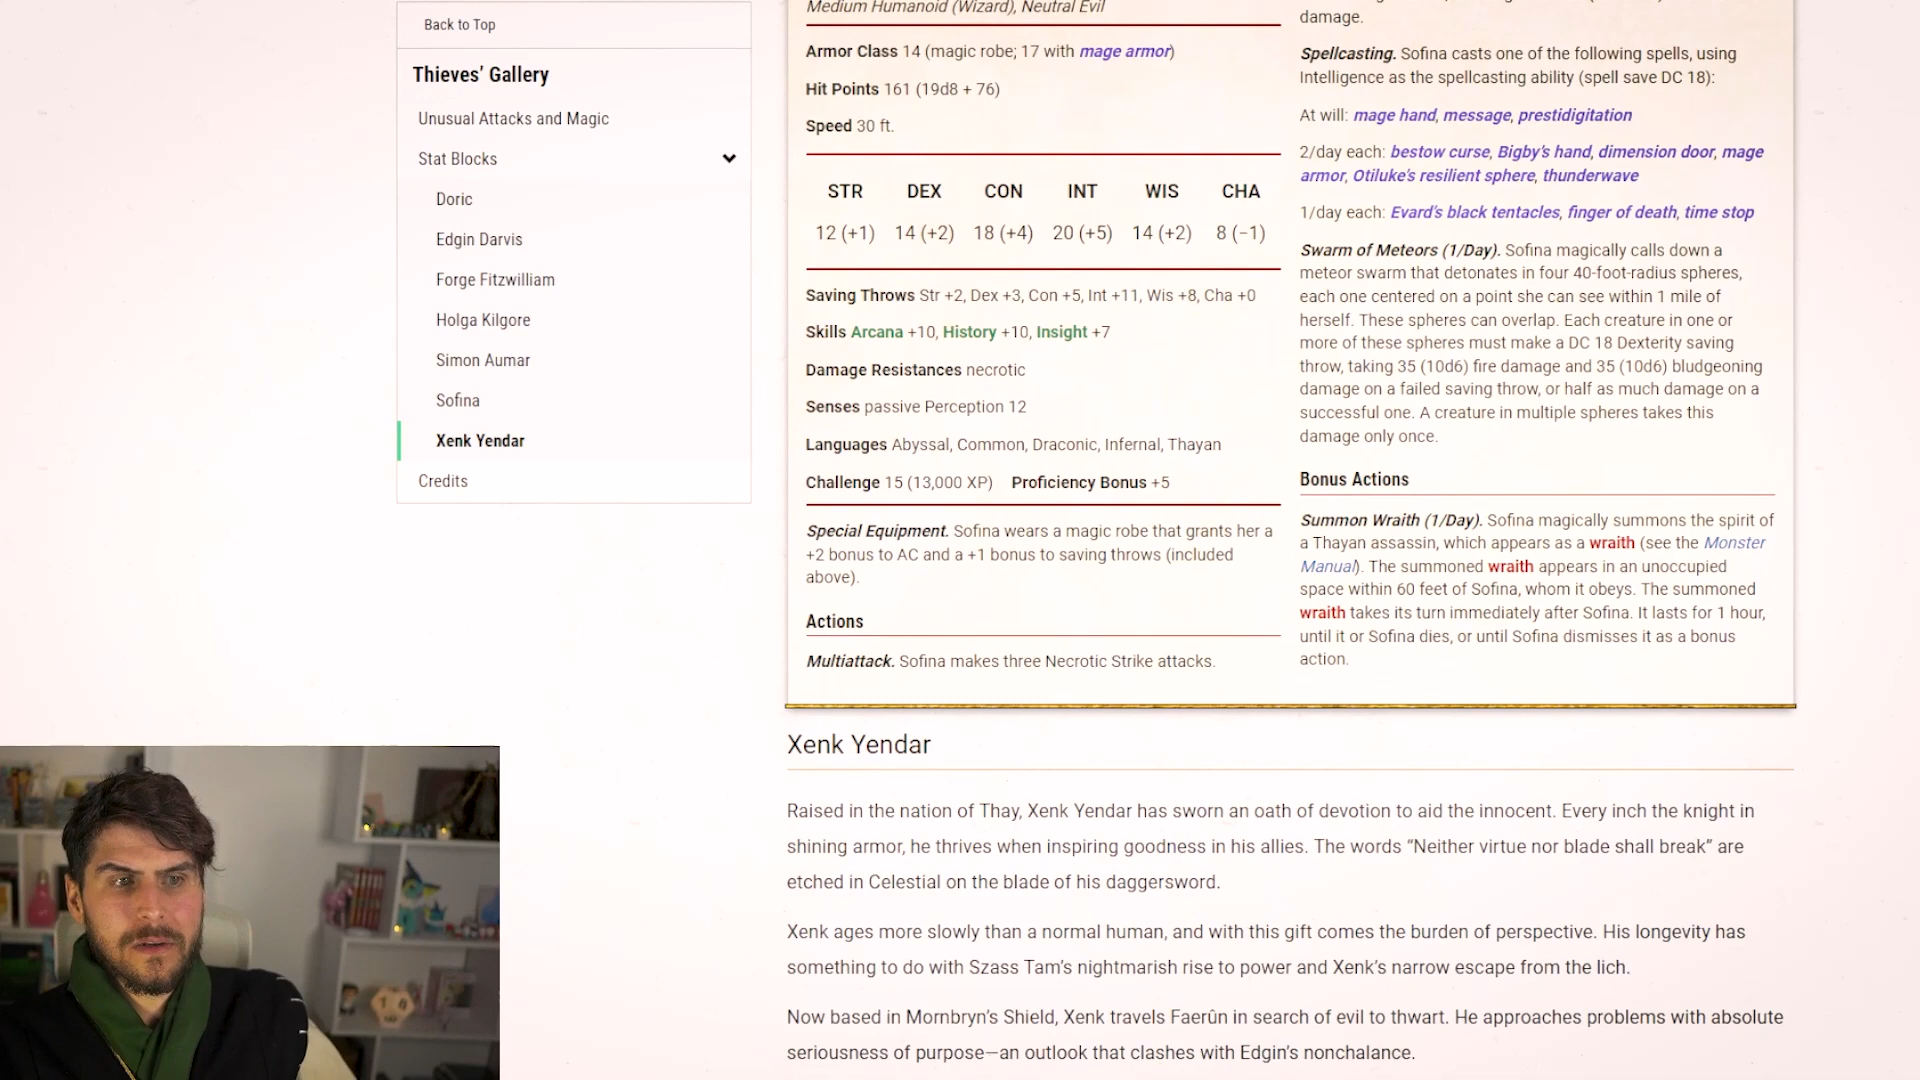 Back to Top
Thieves’ Gallery
Unusual Attacks and Magic
Stat Blocks
Doric
Edgin Darvis
Forge Fitzwilliam
Holga Kilgore
Simon Aumar
Sofina
Xenk Yendar
Credits
Medium Humanoid (Wizard), Neutral Evil
Armor Class 14 (magic robe; 17 with mage armor)
Hit Points 161 (19d8 + 76)
Speed 30 ft.
STR DEX CON INT WIS CHA
12 (+1) 14 (+2) 18 (+4) 20 (+5) 14 (+2) 8 (−1)
Saving Throws Str +2, Dex +3, Con +5, Int +11, Wis +8, Cha +0
Skills Arcana +10, History +10, Insight +7
Damage Resistances necrotic
Senses passive Perception 12
Languages Abyssal, Common, Draconic, Infernal, Thayan
Challenge 15 (13,000 XP) Proficiency Bonus +5
Special Equipment. Sofina wears a magic robe that grants her a
+2 bonus to AC and a +1 bonus to saving throws (included
above).
Actions
Multiattack. Sofina makes three Necrotic Strike attacks.
damage.
Spellcasting. Sofina casts one of the following spells, using
Intelligence as the spellcasting ability (spell save DC 18):
At will: mage hand, message, prestidigitation
2/day each: bestow curse, Bigby’s hand, dimension door, mage
armor, Otiluke’s resilient sphere, thunderwave
1/day each: Evard’s black tentacles, finger of death, time stop
Swarm of Meteors (1/Day). Sofina magically calls down a
meteor swarm that detonates in four 40-foot-radius spheres,
each one centered on a point she can see within 1 mile of
herself. These spheres can overlap. Each creature in one or
more of these spheres must make a DC 18 Dexterity saving
throw, taking 35 (10d6) fire damage and 35 (10d6) bludgeoning
damage on a failed saving throw, or half as much damage on a
successful one. A creature in multiple spheres takes this
damage only once.
Bonus Actions
Summon Wraith (1/Day). Sofina magically summons the spirit of
a Thayan assassin, which appears as a wraith (see the Monster
Manual). The summoned wraith appears in an unoccupied
space within 60 feet of Sofina, whom it obeys. The summoned
wraith takes its turn immediately after Sofina. It lasts for 1 hour,
until it or Sofina dies, or until Sofina dismisses it as a bonus
action.
Xenk Yendar
Raised in the nation of Thay, Xenk Yendar has sworn an oath of devotion to aid the innocent. Every inch the knight in
shining armor, he thrives when inspiring goodness in his allies. The words “Neither virtue nor blade shall break” are
etched in Celestial on the blade of his daggersword.
Xenk ages more slowly than a normal human, and with this gift comes the burden of perspective. His longevity has
something to do with Szass Tam’s nightmarish rise to power and Xenk’s narrow escape from the lich.
Now based in Mornbryn’s Shield, Xenk travels Faerûn in search of evil to thwart. He approaches problems with absolute
seriousness of purpose—an outlook that clashes with Edgin’s nonchalance.